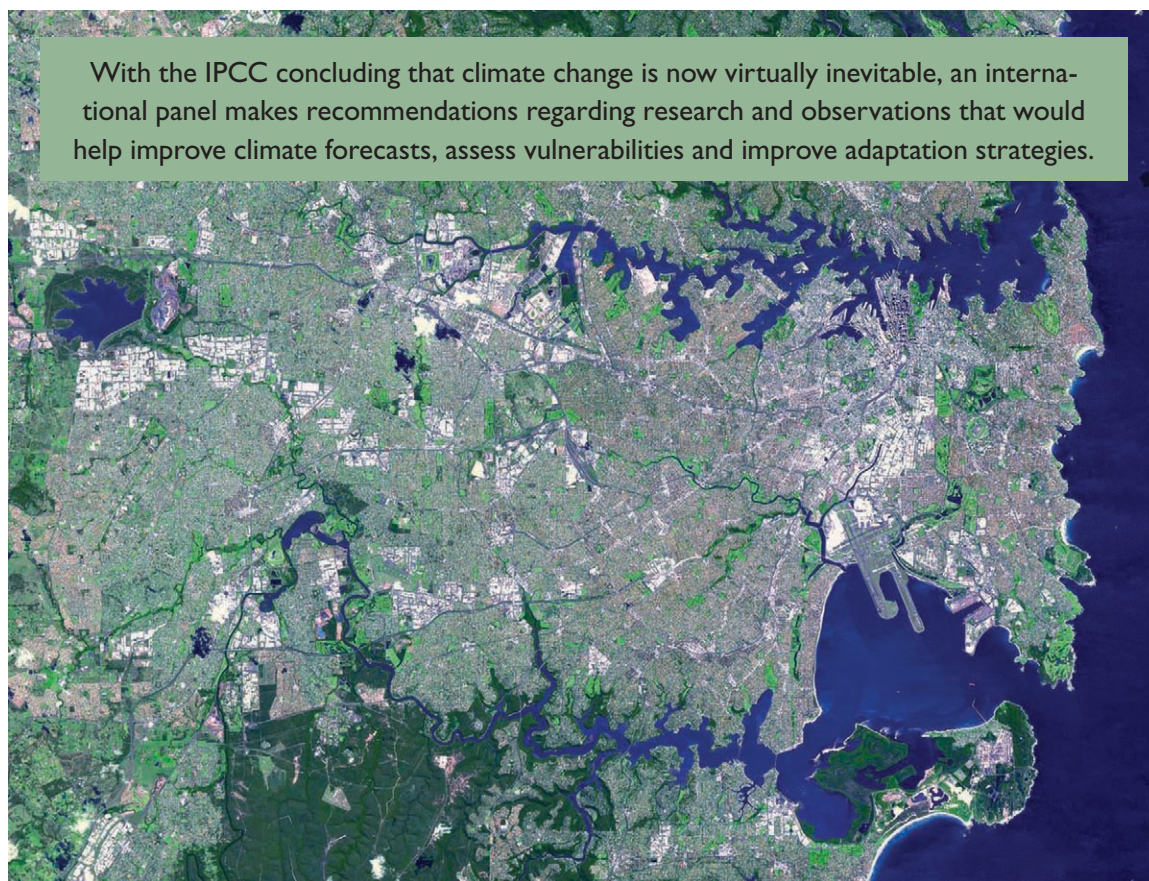 With the IPCC concluding that climate change is now virtually inevitable, an interna-
tional panel makes recommendations regarding research and observations that would
help improve climate forecasts, assess vulnerabilities and improve adaptation strategies.